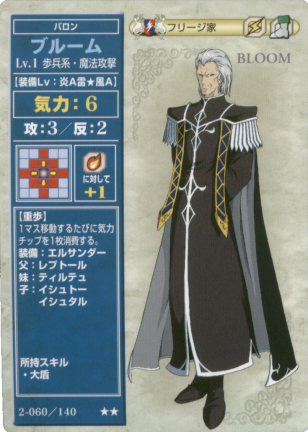 バロン
ブルーム
Lv.1 歩兵系・魔法攻撃
【装備Lv：炎A雷★風A】
気力：6
攻：3／反：2
に対して
+1
【重歩】
1マス移動するたびに気力
チップを1枚消費する。
装備：エルサンダー
父：レプトール
妹：ティルテュ
子：イシュトー
イシュタル
所持スキル
・大盾
2-060/140 ★★
フリージ家
BLOOM